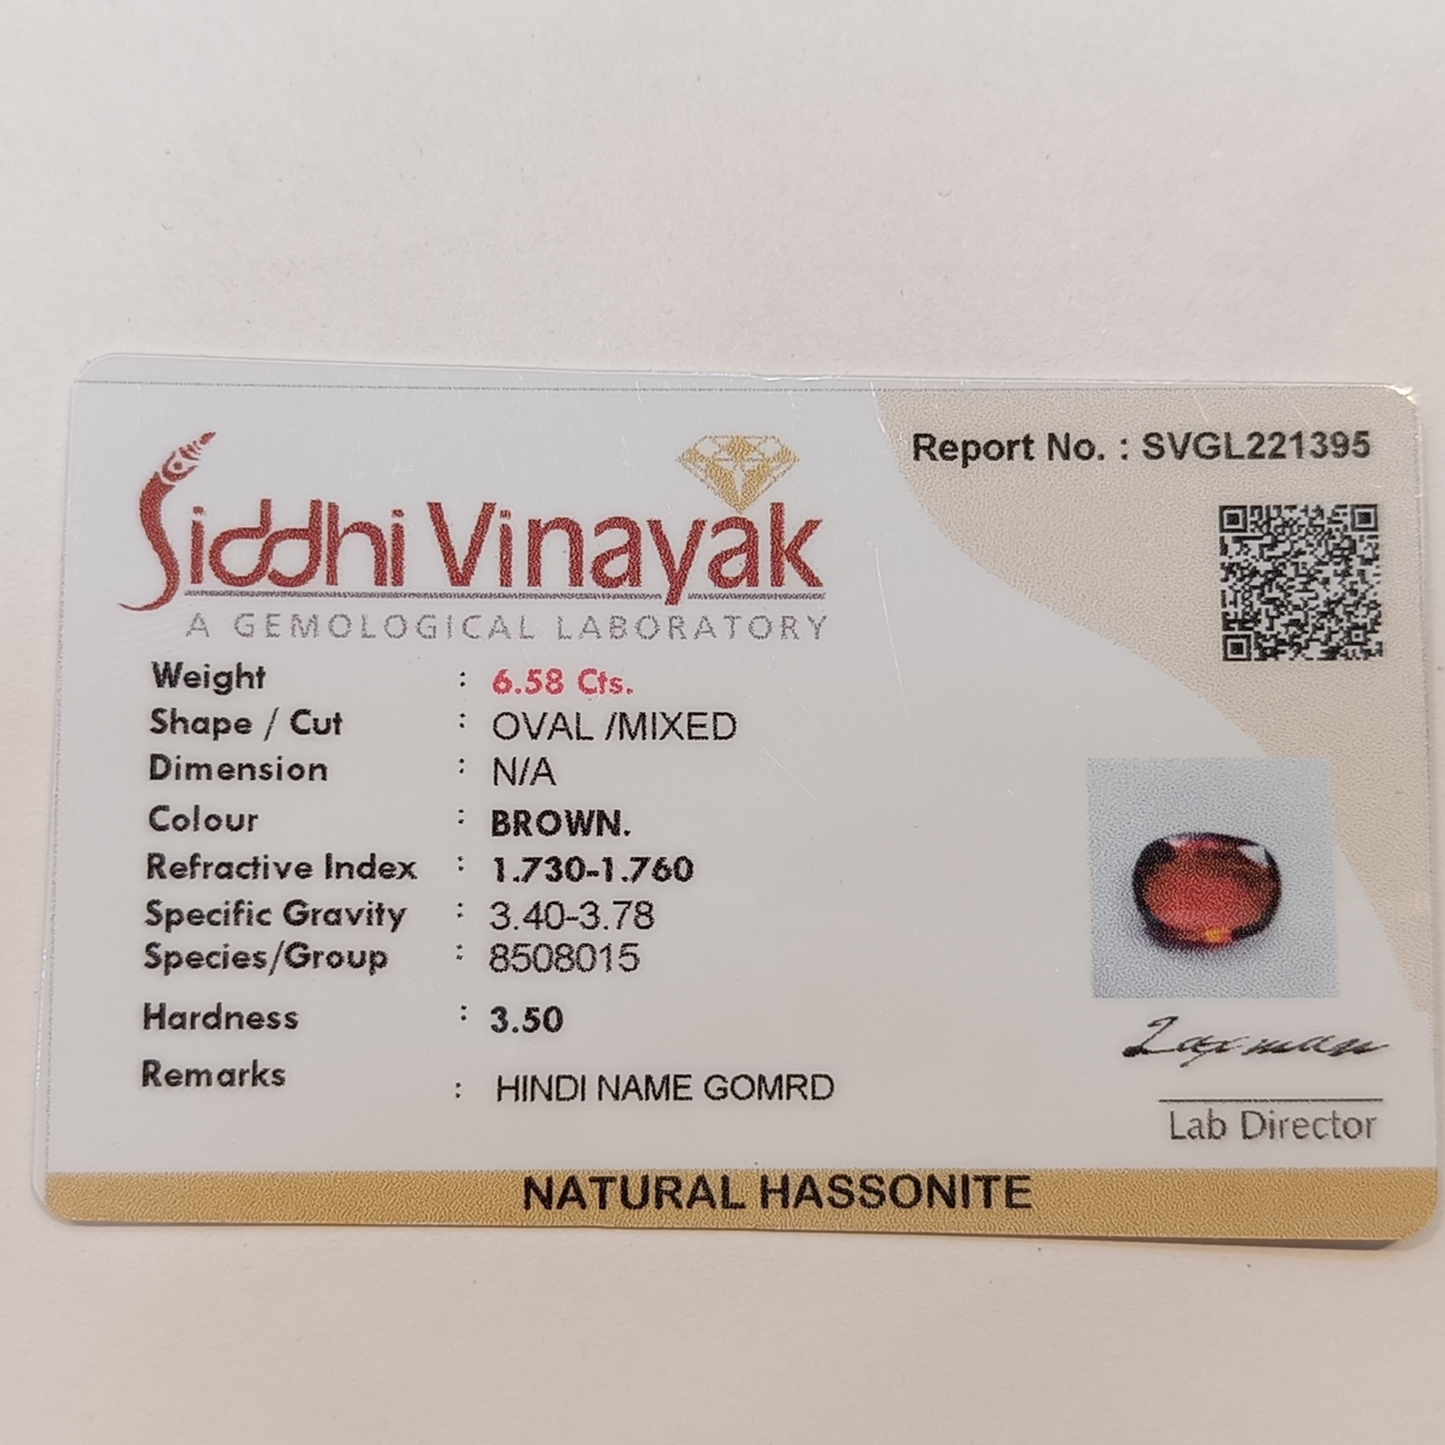 Siddhi Vinayak
A GEMOLOGICAL LABORATORY
Report No. : SVGL221395
Weight : 6.58 Cts.
Shape / Cut : OVAL /MIXED
Dimension : N/A
Colour : BROWN.
Refractive Index : 1.730-1.760
Specific Gravity : 3.40-3.78
Species/Group : 8508015
Hardness : 3.50
Remarks : HINDI NAME GOMRD
Laxman
Lab Director
NATURAL HASSONITE